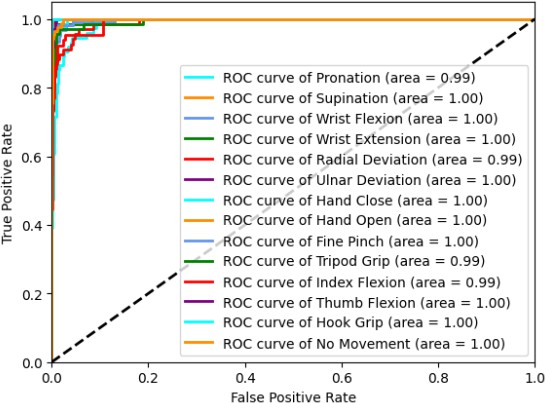 1.0
0.8
0.6
0.4
0.2
0.0
True Positive Rate
ROC curve of Pronation (area = 0.99)
ROC curve of Supination (area = 1.00)
ROC curve of Wrist Flexion (area = 1.00)
ROC curve of Wrist Extension (area = 1.00)
ROC curve of Radial Deviation (area = 0.99)
ROC curve of Ulnar Deviation (area = 1.00)
ROC curve of Hand Close (area = 1.00)
ROC curve of Hand Open (area = 1.00)
ROC curve of Fine Pinch (area = 1.00)
ROC curve of Tripod Grip (area = 0.99)
ROC curve of Index Flexion (area = 0.99)
ROC curve of Thumb Flexion (area = 1.00)
ROC curve of Hook Grip (area = 1.00)
ROC curve of No Movement (area = 1.00)
0.0 0.2 0.4 0.6 0.8 1.0
False Positive Rate